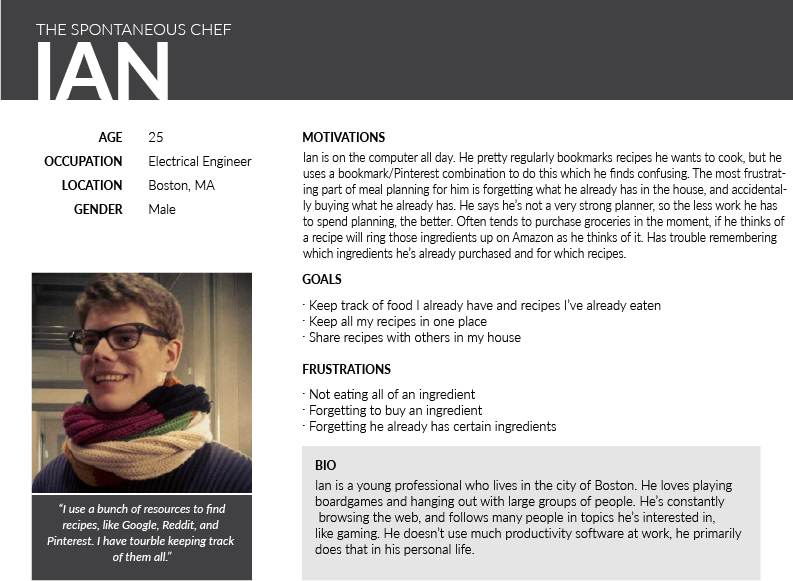 THE SPONTANEOUS CHEF
IAN
AGE 25
OCCUPATION Electrical Engineer
LOCATION Boston, MA
GENDER Male
"I use a bunch of resources to find
recipes, like Google, Reddit, and
Pinterest. I have tourble keeping track
of them all."
MOTIVATIONS
Ian is on the computer all day. He pretty regularly bookmarks recipes he wants to cook, but he
uses a bookmark/Pinterest combination to do this which he finds confusing. The most frustrat-
ing part of meal planning for him is forgetting what he already has in the house, and accidental-
ly buying what he already has. He says he's not a very strong planner, so the less work he has
to spend planning, the better. Often tends to purchase groceries in the moment, if he thinks of
a recipe will ring those ingredients up on Amazon as he thinks of it. Has trouble remembering
which ingredients he's already purchased and for which recipes.
GOALS
· Keep track of food I already have and recipes I've already eaten
· Keep all my recipes in one place
· Share recipes with others in my house
FRUSTRATIONS
· Not eating all of an ingredient
· Forgetting to buy an ingredient
· Forgetting he already has certain ingredients
BIO
Ian is a young professional who lives in the city of Boston. He loves playing
boardgames and hanging out with large groups of people. He's constantly
browsing the web, and follows many people in topics he's interested in,
like gaming. He doesn't use much productivity software at work, he primarily
does that in his personal life.